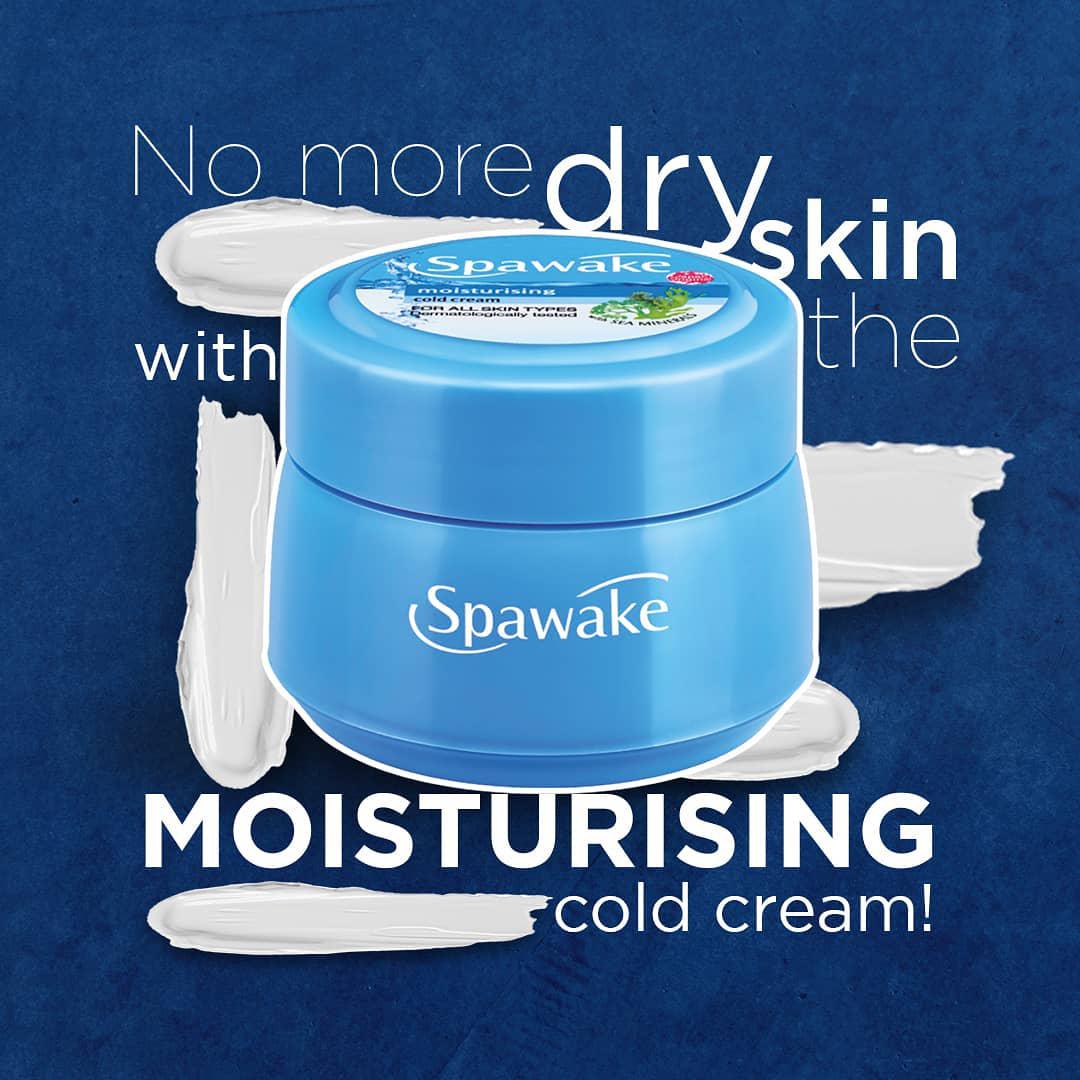 No more dry
skin
with the
Spawake
moisturising
cold cream
FOR ALL SKIN TYPES
Dermatologically tested
SEA MINERALS
Spawake
MOISTURISING
cold cream!